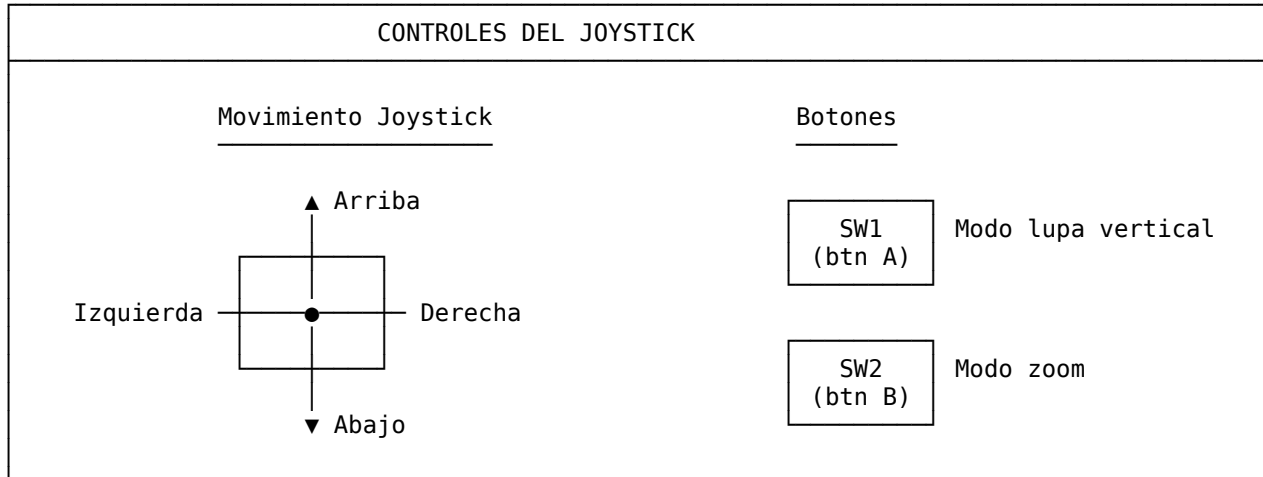 CONTROLES DEL JOYSTICK
Movimiento Joystick
Botones
▲ Arriba
SW1
(btn A)
Modo lupa vertical
Izquierda
Derecha
SW2
(btn B)
Modo zoom
▼ Abajo